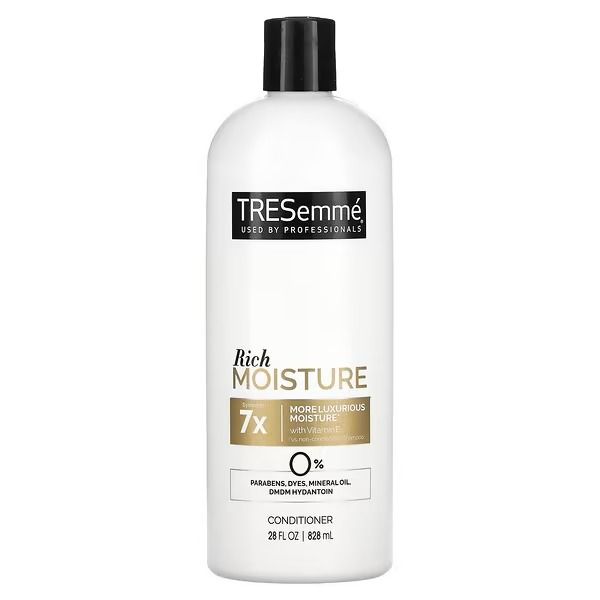 TRESemmé®
USED BY PROFESSIONALS
Rich
MOISTURE
7x
MORE LUXURIOUS
MOISTURE*
with Vitamin E
0%
PARABENS, DYES, MINERAL OIL,
DMDM HYDANTOIN
CONDITIONER
28 FL OZ | 828 mL